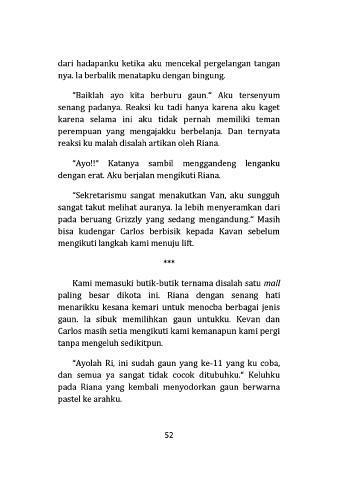 dari hadapanku ketika aku mencekal pergelangan tangan
nya. Ia berbalik menatapku dengan bingung.
"Baiklah ayo kita berburu gaun." Aku tersenyum
senang padanya. Reaksi ku tadi hanya karena aku kaget
karena selama ini aku tidak pernah memiliki teman
perempuan yang mengajakku berbelanja. Dan ternyata
reaksi ku malah disalah artikan oleh Riana.
"Ayo!!" Katanya sambil menggandeng lenganku
dengan erat. Aku berjalan mengikuti Riana.
"Sekretarismu sangat menakutkan Van, aku sungguh
sangat takut melihat auranya. Ia lebih menyeramkan dari
pada beruang Grizzly yang sedang mengandung." Masih
bisa kudengar Carlos berbisik kepada Kavan sebelum
mengikuti langkah kami menuju lift.
***
Kami memasuki butik-butik ternama disalah satu mall
paling besar dikota ini. Riana dengan senang hati
menarikku kesana kemari untuk menocba berbagai jenis
gaun. Ia sibuk memilihkan gaun untukku. Kevan dan
Carlos masih setia mengikuti kami kemanapun kami pergi
tanpa mengeluh sedikitpun.
"Ayolah Ri, ini sudah gaun yang ke-11 yang ku coba,
dan semua ya sangat tidak cocok ditubuhku." Keluhku
pada Riana yang kembali menyodorkan gaun berwarna
pastel ke arahku.
52